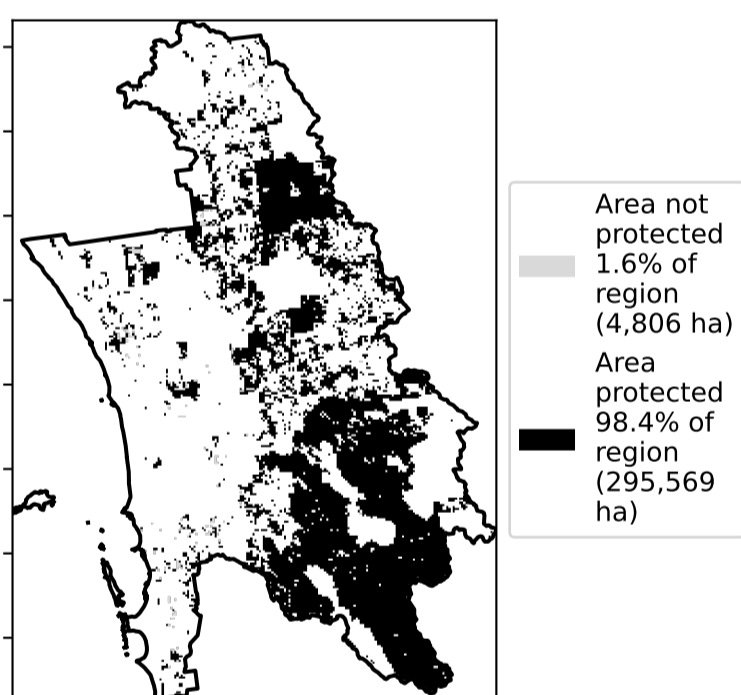 Area not
protected
1.6% of
region
(4,806 ha)
Area
protected
98.4% of
region
(295,569
ha)